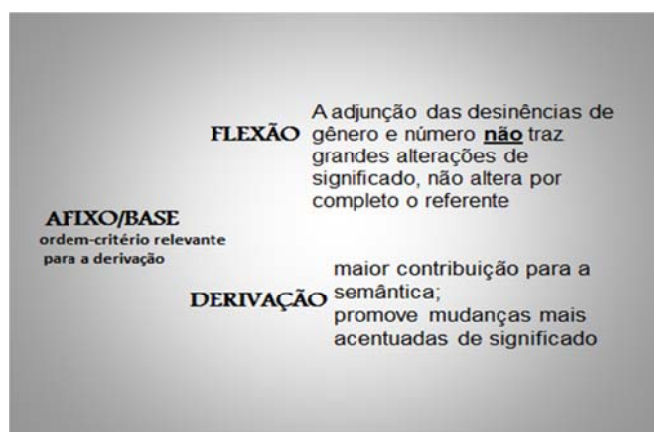 FLEXÃO
A adjunção das desinências de
gênero e número não traz
grandes alterações de
significado, não altera por
completo o referente
AFIXO/BASE
ordem-critério relevante
para a derivação
DERIVAÇÃO
maior contribuição para a
semântica;
promove mudanças mais
acentuadas de significado